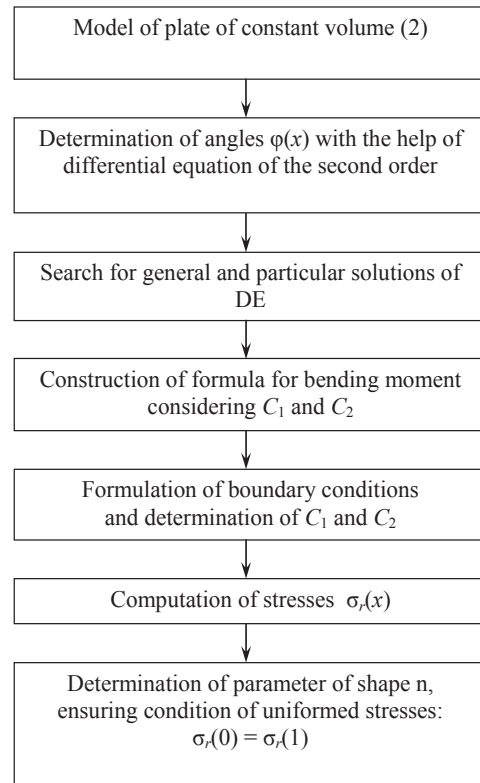 Model of plate of constant volume (2)
Determination of angles φ(x) with the help of
differential equation of the second order
Search for general and particular solutions of
DE
Construction of formula for bending moment
considering C₁ and C₂
Formulation of boundary conditions
and determination of C₁ and C₂
Computation of stresses σᵣ(x)
Determination of parameter of shape n,
ensuring condition of uniformed stresses:
σᵣ(0) = σᵣ(1)